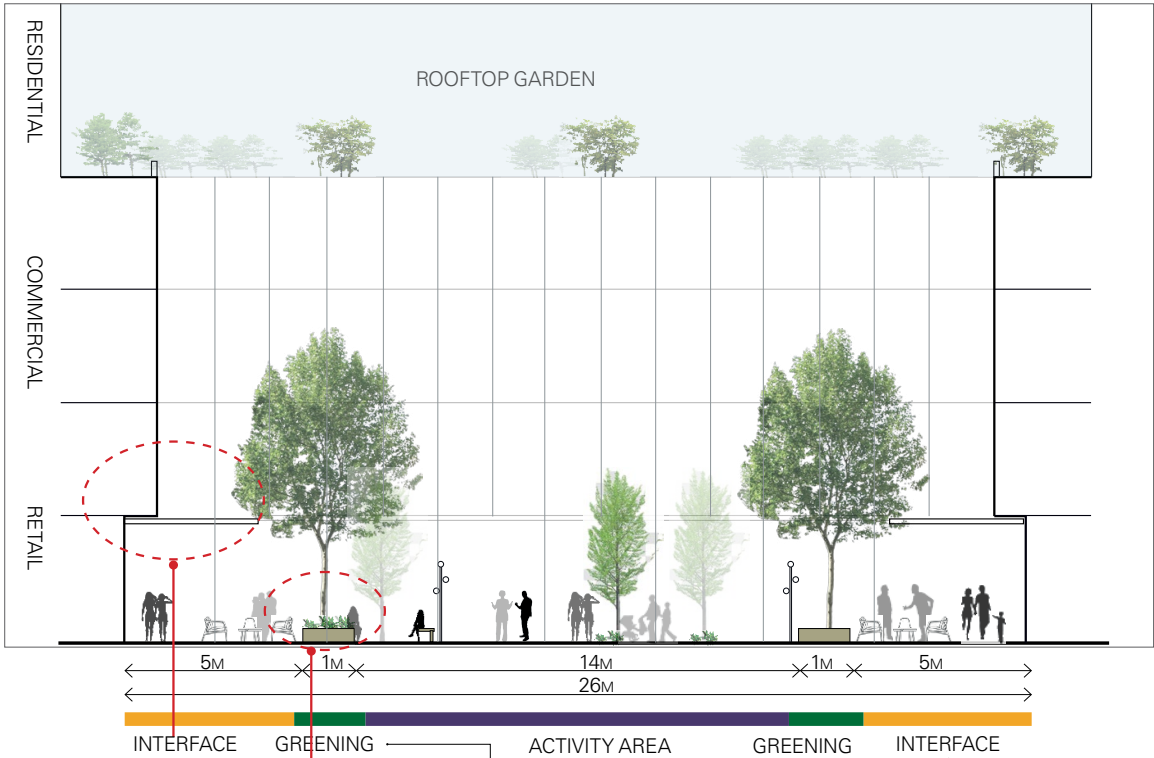 RESIDENTIAL
ROOFTOP GARDEN
COMMERCIAL
RETAIL
5M 1M 14M 1M 5M
26M
INTERFACE GREENING ACTIVITY AREA GREENING INTERFACE